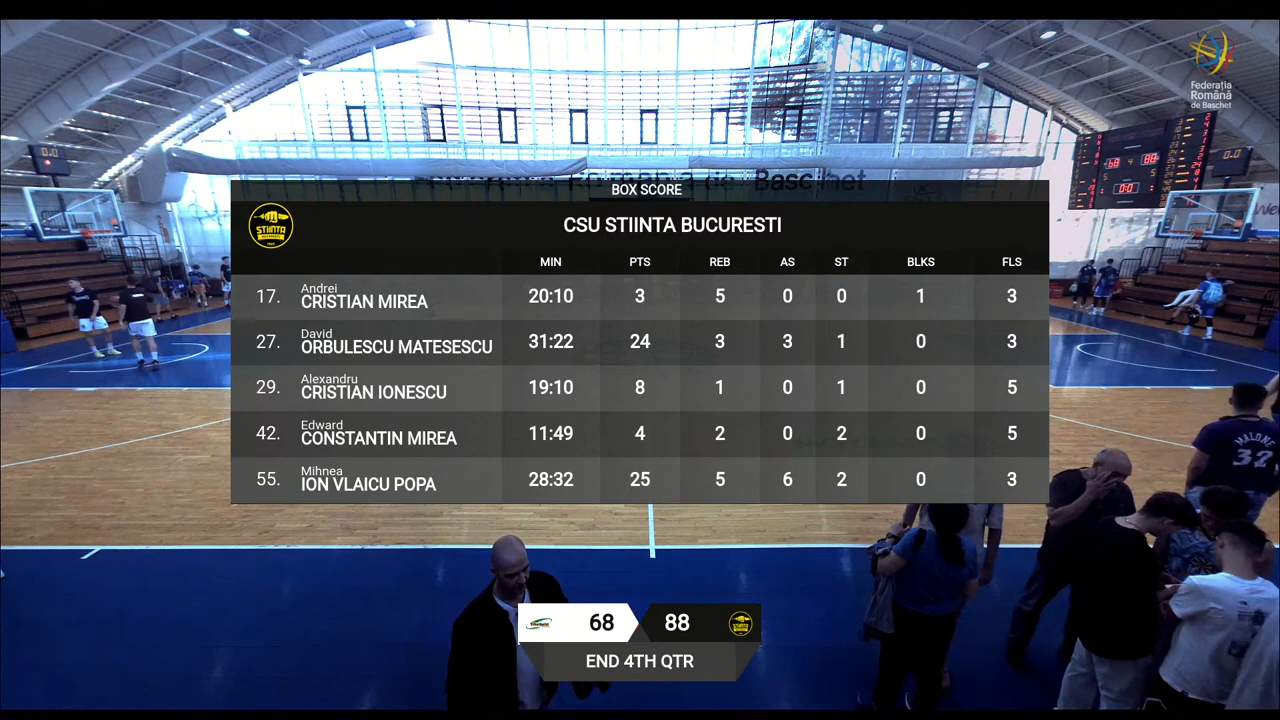 Federația
Română
de Baschet
BOX SCORE
STIINTA
CSU STIINTA BUCURESTI
MIN PTS REB AS ST BLKS FLS
17. Andrei CRISTIAN MIREA 20:10 3 5 0 0 1 3
27. David ORBULESCU MATESESCU 31:22 24 3 3 1 0 3
29. Alexandru CRISTIAN IONESCU 19:10 8 1 0 1 0 5
42. Edward CONSTANTIN MIREA 11:49 4 2 0 2 0 5
55. Mihnea ION VLAICU POPA 28:32 25 5 6 2 0 3
MALONE
32
68 88
END 4TH QTR